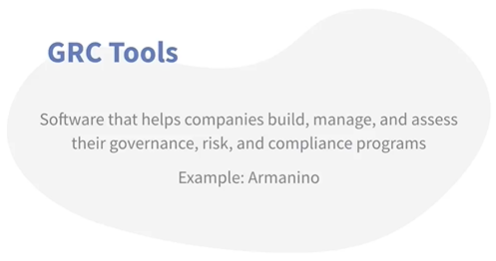 GRC Tools
Software that helps companies build, manage, and assess
their governance, risk, and compliance programs
Example: Armanino